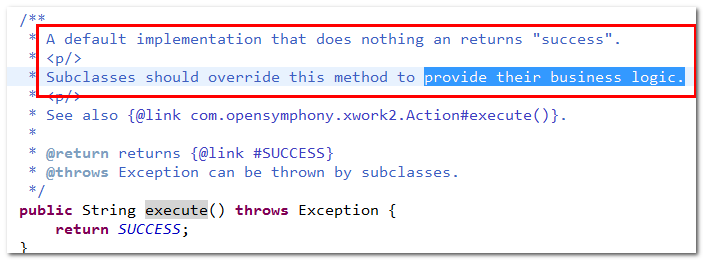 /**
* A default implementation that does nothing an returns "success".
* <p/>
* Subclasses should override this method to provide their business logic.
* <p/>
* See also {@link com.opensymphony.xwork2.Action#execute()}.
*
* @return returns {@link #SUCCESS}
* @throws Exception can be thrown by subclasses.
*/
public String execute() throws Exception {
return SUCCESS;
}